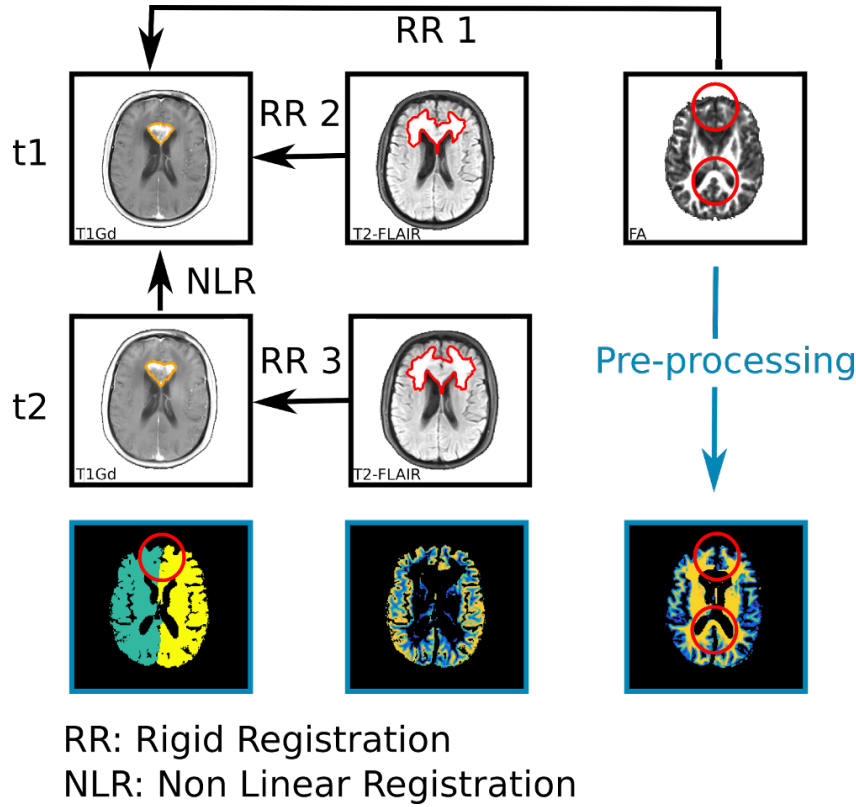 RR 1
t1
RR 2
T1Gd
T2-FLAIR
FA
NLR
Pre-processing
t2
RR 3
T1Gd
T2-FLAIR
RR: Rigid Registration
NLR: Non Linear Registration